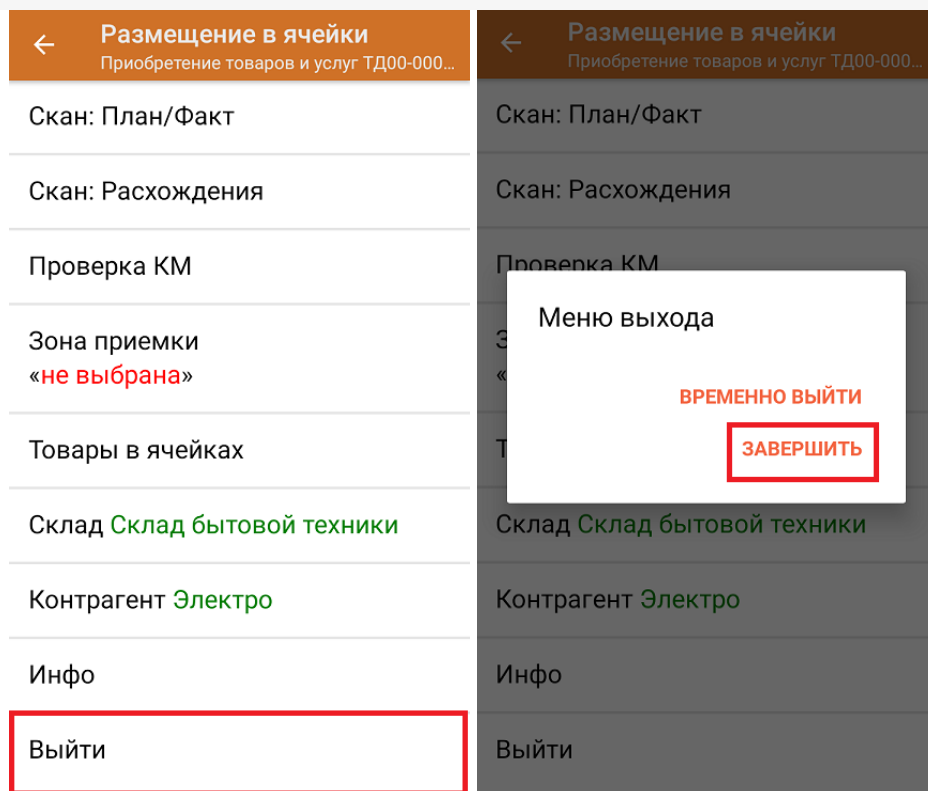 Размещение в ячейки
Приобретение товаров и услуг ТД00-000...
Скан: План/Факт
Скан: Расхождения
Проверка КМ
Зона приемки
«не выбрана»
Товары в ячейках
Склад Склад бытовой техники
Контрагент Электро
Инфо
Выйти
Размещение в ячейки
Приобретение товаров и услуг ТД00-000...
Скан: План/Факт
Скан: Расхождения
Проверка КМ
З
«
Меню выхода
ВРЕМЕННО ВЫЙТИ
Т
ЗАВЕРШИТЬ
Склад Склад бытовой техники
Контрагент Электро
Инфо
Выйти